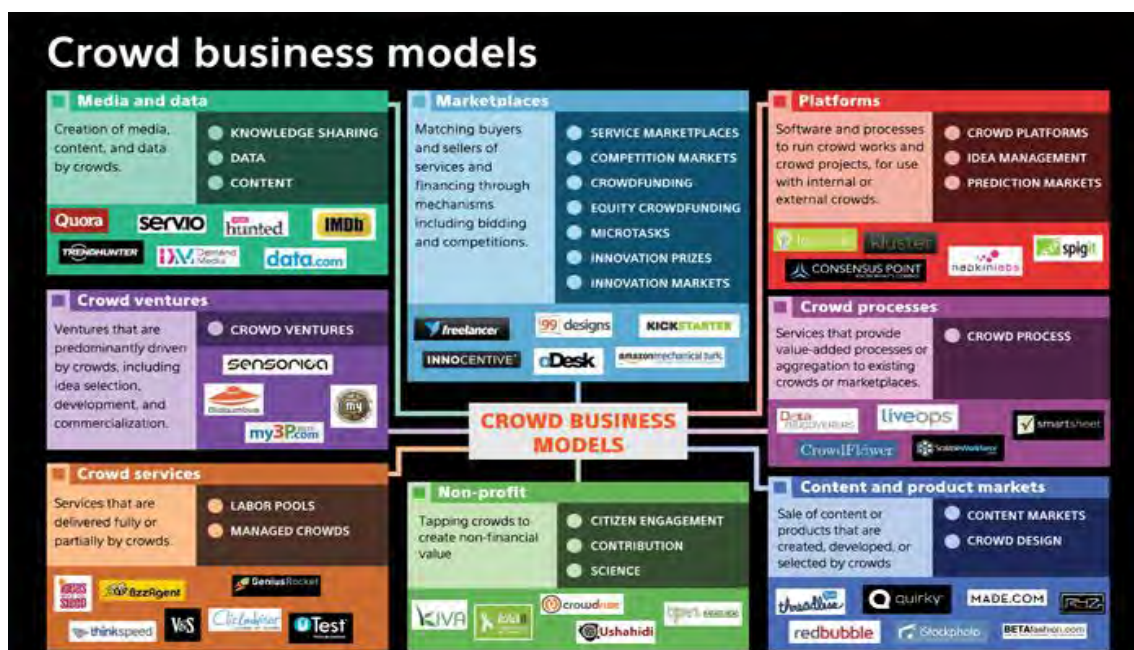 Crowd business models
Media and data
Creation of media,
content, and data
by crowds.
KNOWLEDGE SHARING
DATA
CONTENT
Quora
servio
hunted
IMDb
TRENDHUNTER
Demand
Media
data.com
Crowd ventures
Ventures that are
predominantly driven
by crowds, including
idea selection,
development, and
commercialization.
CROWD VENTURES
SENSORICA
my
my3P.com
Crowd services
Services that are
delivered fully or
partially by crowds.
LABOR POOLS
MANAGED CROWDS
ideas
while
BzzAgent
GeniusRocket
thinkspeed
V&S
uTest
Marketplaces
Matching buyers
and sellers of
services and
financing through
mechanisms
including bidding
and competitions.
SERVICE MARKETPLACES
COMPETITION MARKETS
CROWDFUNDING
EQUITY CROWDFUNDING
MICROTASKS
INNOVATION PRIZES
INNOVATION MARKETS
freelancer
99 designs
KICKSTARTER
INNOCENTIVE
oDesk
amazonmechanical turk
CROWD BUSINESS
MODELS
Non-profit
Tapping crowds to
create non-financial
value
CITIZEN ENGAGEMENT
CONTRIBUTION
SCIENCE
KIVA
crowdrise
Ushahidi
Platforms
Software and processes
to run crowd works and
crowd projects, for use
with internal or
external crowds.
CROWD PLATFORMS
IDEA MANAGEMENT
PREDICTION MARKETS
kluster
CONSENSUS POINT
napkinlabs
spigit
Crowd processes
Services that provide
value-added processes or
aggregation to existing
crowds or marketplaces.
CROWD PROCESS
Data
liveops
smartsheet
CrowdFlower
Content and product markets
Sale of content or
products that are
created, developed, or
selected by crowds
CONTENT MARKETS
CROWD DESIGN
threadless
quirky
MADE.COM
redbubble
iStockphoto
BETAfashion.com